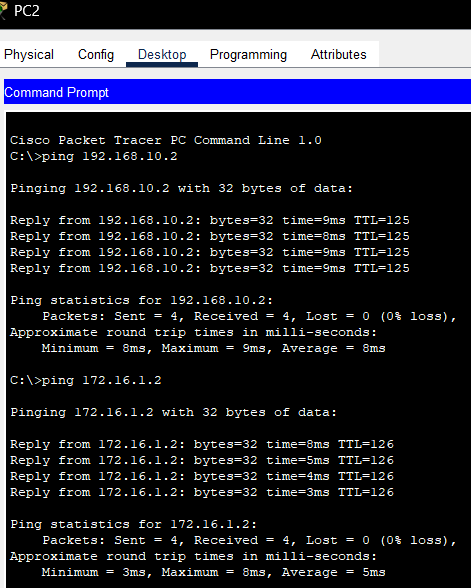 PC2
Physical Config Desktop Programming Attributes
Command Prompt
Cisco Packet Tracer PC Command Line 1.0
C:\>ping 192.168.10.2
Pinging 192.168.10.2 with 32 bytes of data:
Reply from 192.168.10.2: bytes=32 time=9ms TTL=125
Reply from 192.168.10.2: bytes=32 time=8ms TTL=125
Reply from 192.168.10.2: bytes=32 time=9ms TTL=125
Reply from 192.168.10.2: bytes=32 time=9ms TTL=125
Ping statistics for 192.168.10.2:
Packets: Sent = 4, Received = 4, Lost = 0 (0% loss),
Approximate round trip times in milli-seconds:
Minimum = 8ms, Maximum = 9ms, Average = 8ms
C:\>ping 172.16.1.2
Pinging 172.16.1.2 with 32 bytes of data:
Reply from 172.16.1.2: bytes=32 time=8ms TTL=126
Reply from 172.16.1.2: bytes=32 time=5ms TTL=126
Reply from 172.16.1.2: bytes=32 time=4ms TTL=126
Reply from 172.16.1.2: bytes=32 time=3ms TTL=126
Ping statistics for 172.16.1.2:
Packets: Sent = 4, Received = 4, Lost = 0 (0% loss),
Approximate round trip times in milli-seconds:
Minimum = 3ms, Maximum = 8ms, Average = 5ms